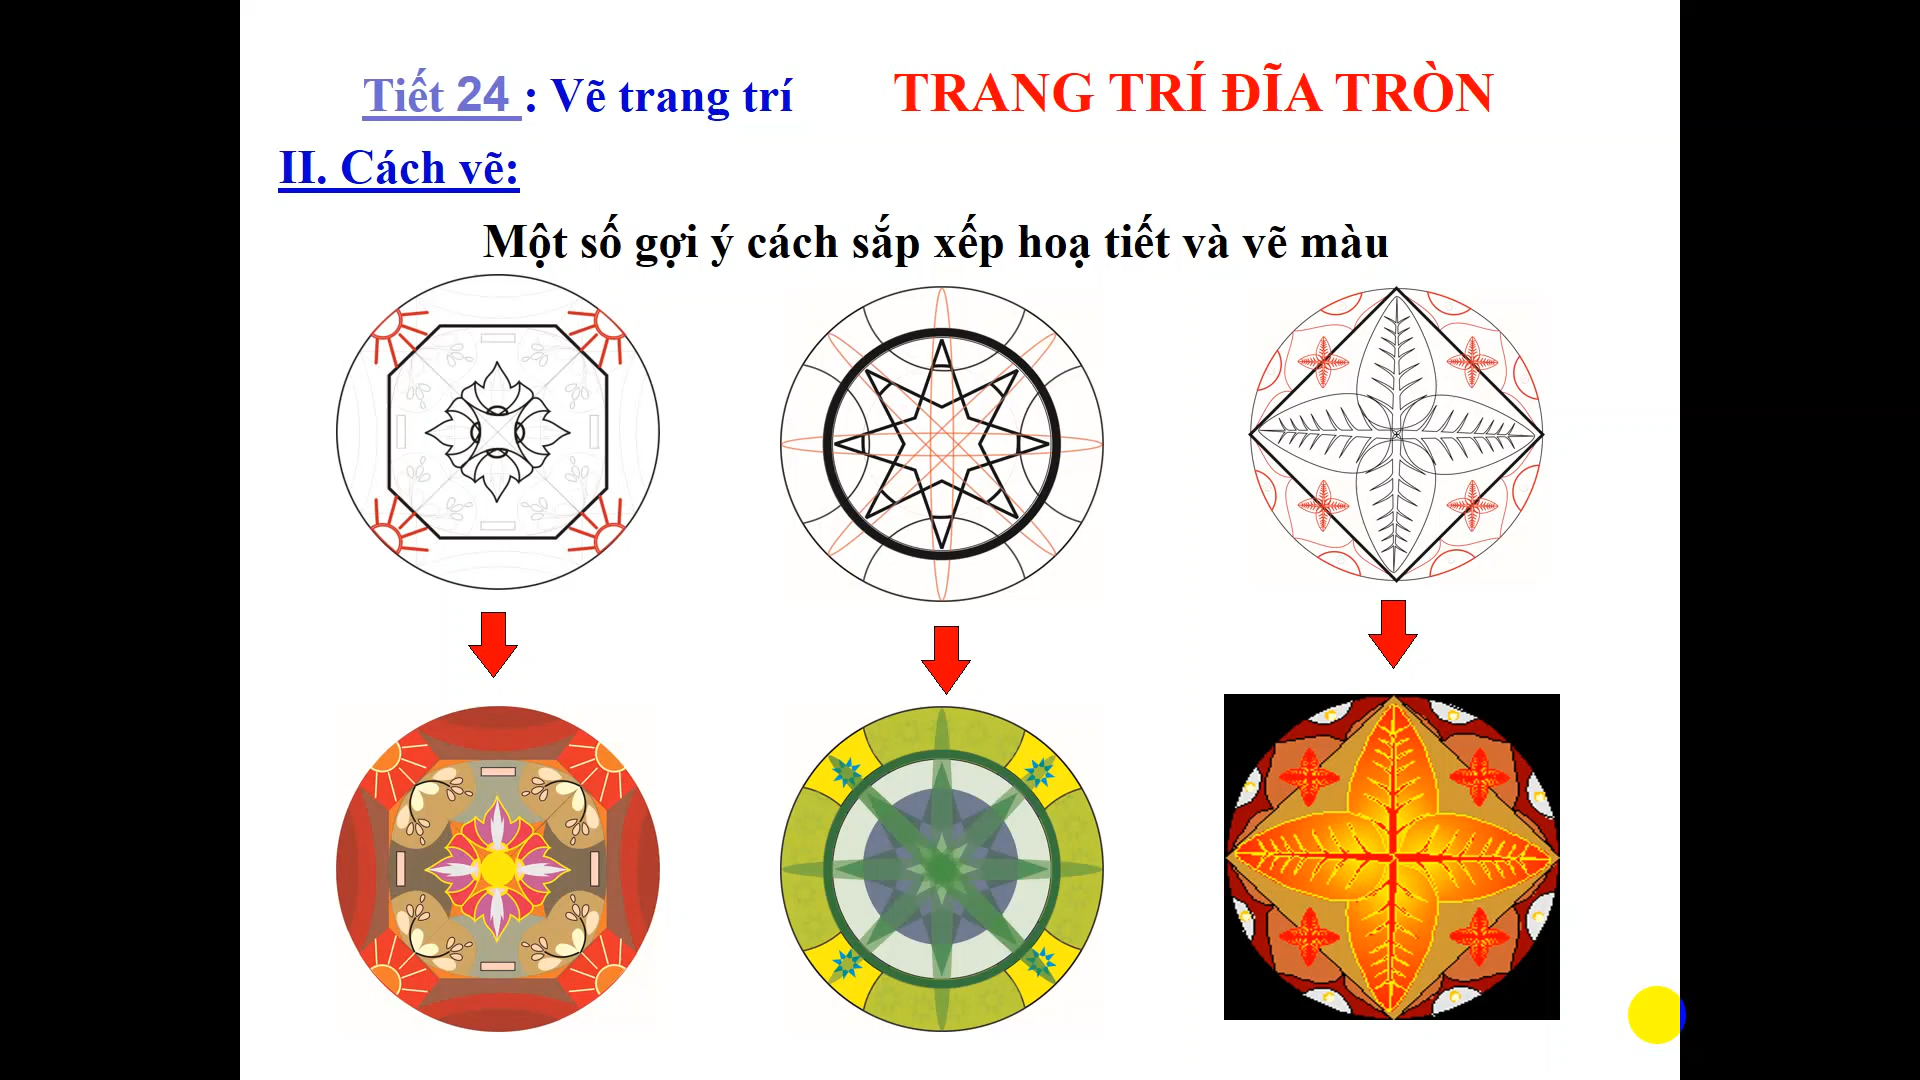 Tiết 24 : Vẽ trang trí TRANG TRÍ ĐĨA TRÒN
II. Cách vẽ:
Một số gợi ý cách sắp xếp hoạ tiết và vẽ màu